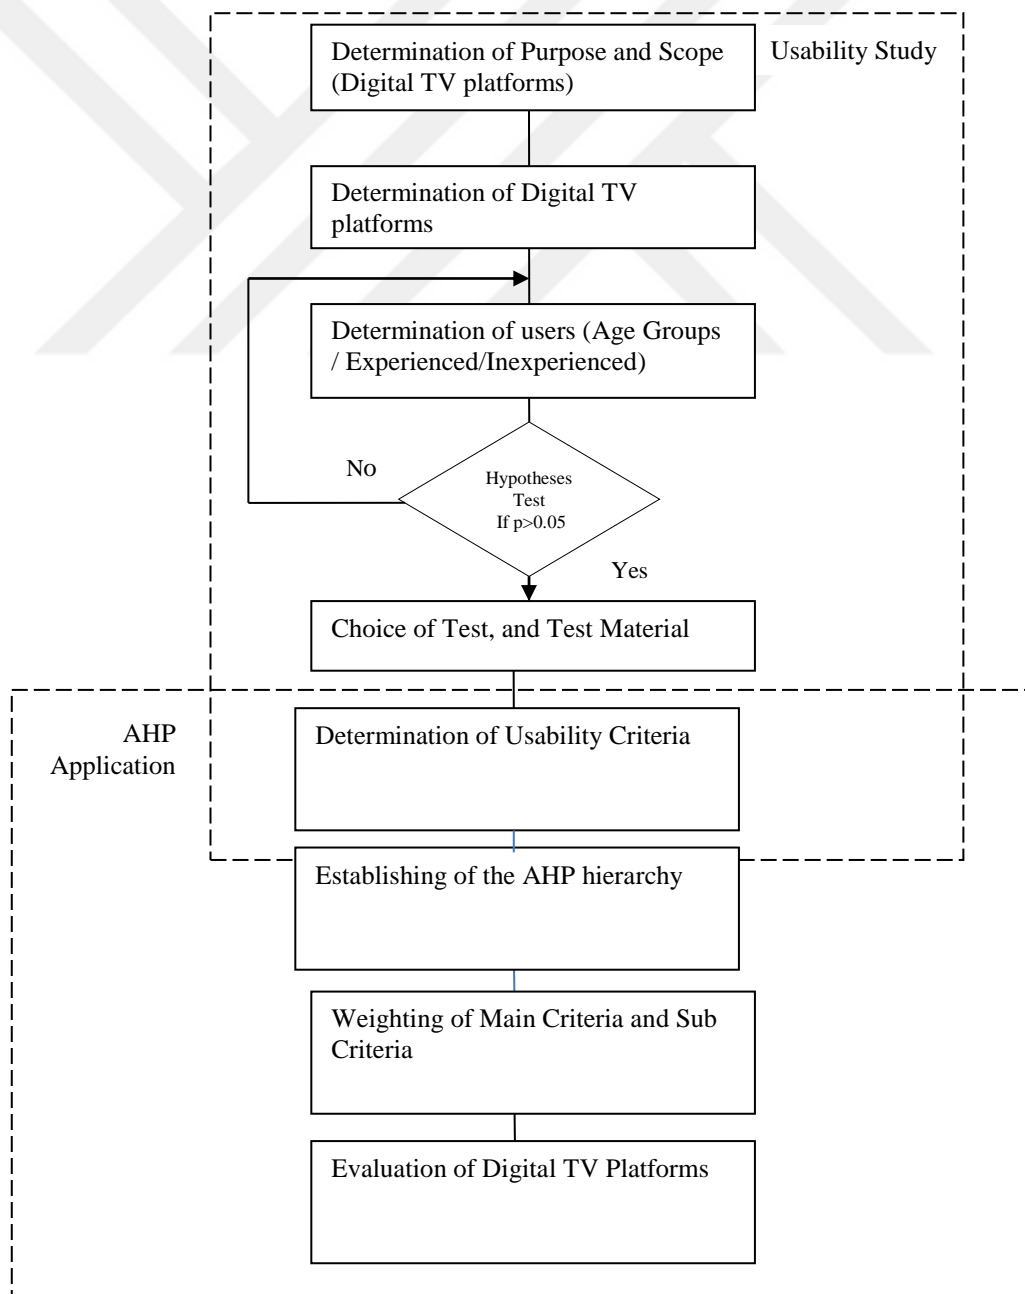 Determination of Purpose and Scope
(Digital TV platforms)
Usability Study
Determination of Digital TV
platforms
Determination of users (Age Groups
/ Experienced/Inexperienced)
No
Hypotheses
Test
If p>0.05
Yes
Choice of Test, and Test Material
AHP
Application
Determination of Usability Criteria
Establishing of the AHP hierarchy
Weighting of Main Criteria and Sub
Criteria
Evaluation of Digital TV Platforms